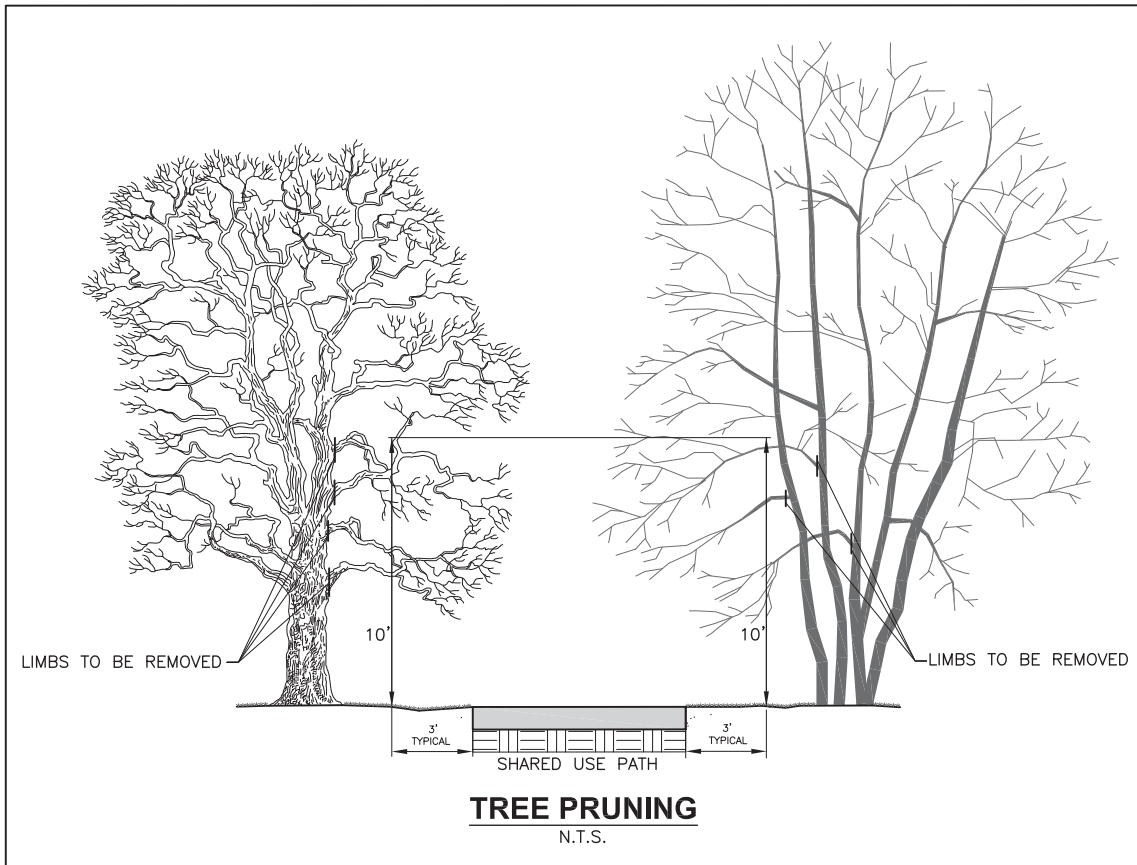 10'
10'
LIMBS TO BE REMOVED
LIMBS TO BE REMOVED
3'
TYPICAL
3'
TYPICAL
SHARED USE PATH
TREE PRUNING
N.T.S.